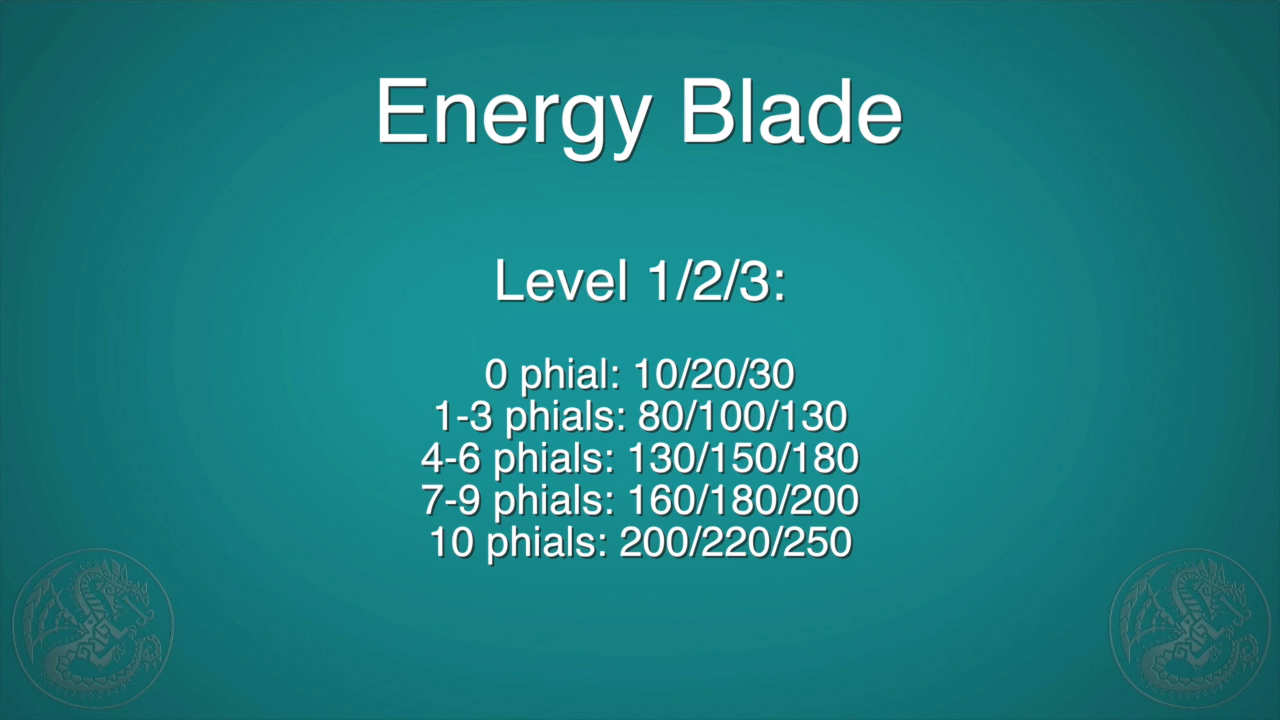 Energy Blade
Level 1/2/3:
0 phial: 10/20/30
1-3 phials: 80/100/130
4-6 phials: 130/150/180
7-9 phials: 160/180/200
10 phials: 200/220/250